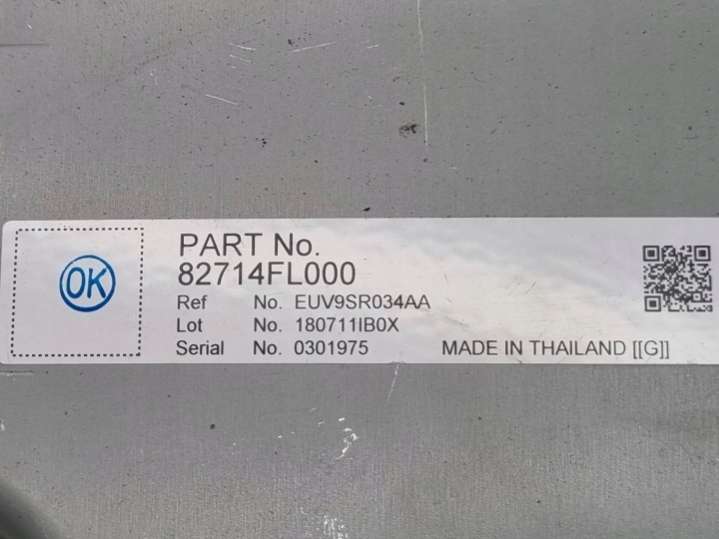 OK
PART No.
82714FL000
Ref No. EUV9SR034AA
Lot No. 180711IB0X
Serial No. 0301975
MADE IN THAILAND [[G]]